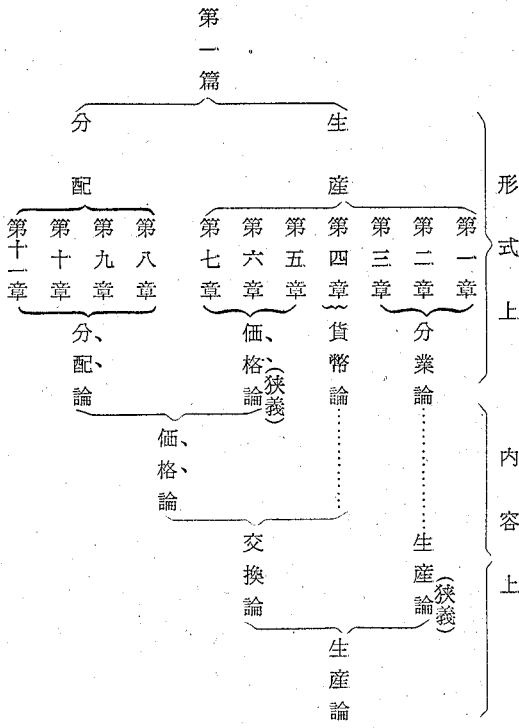 形式上
内容上
第一篇
生産
分配
第一章
第二章
第三章
第四章
第五章
第六章
第七章
第八章
第九章
第十章
第十一章
分業論
貨幣論
価、格、論(狭義)
分、配、論
価、格、論
生産論(狭義)
交換論
生産論